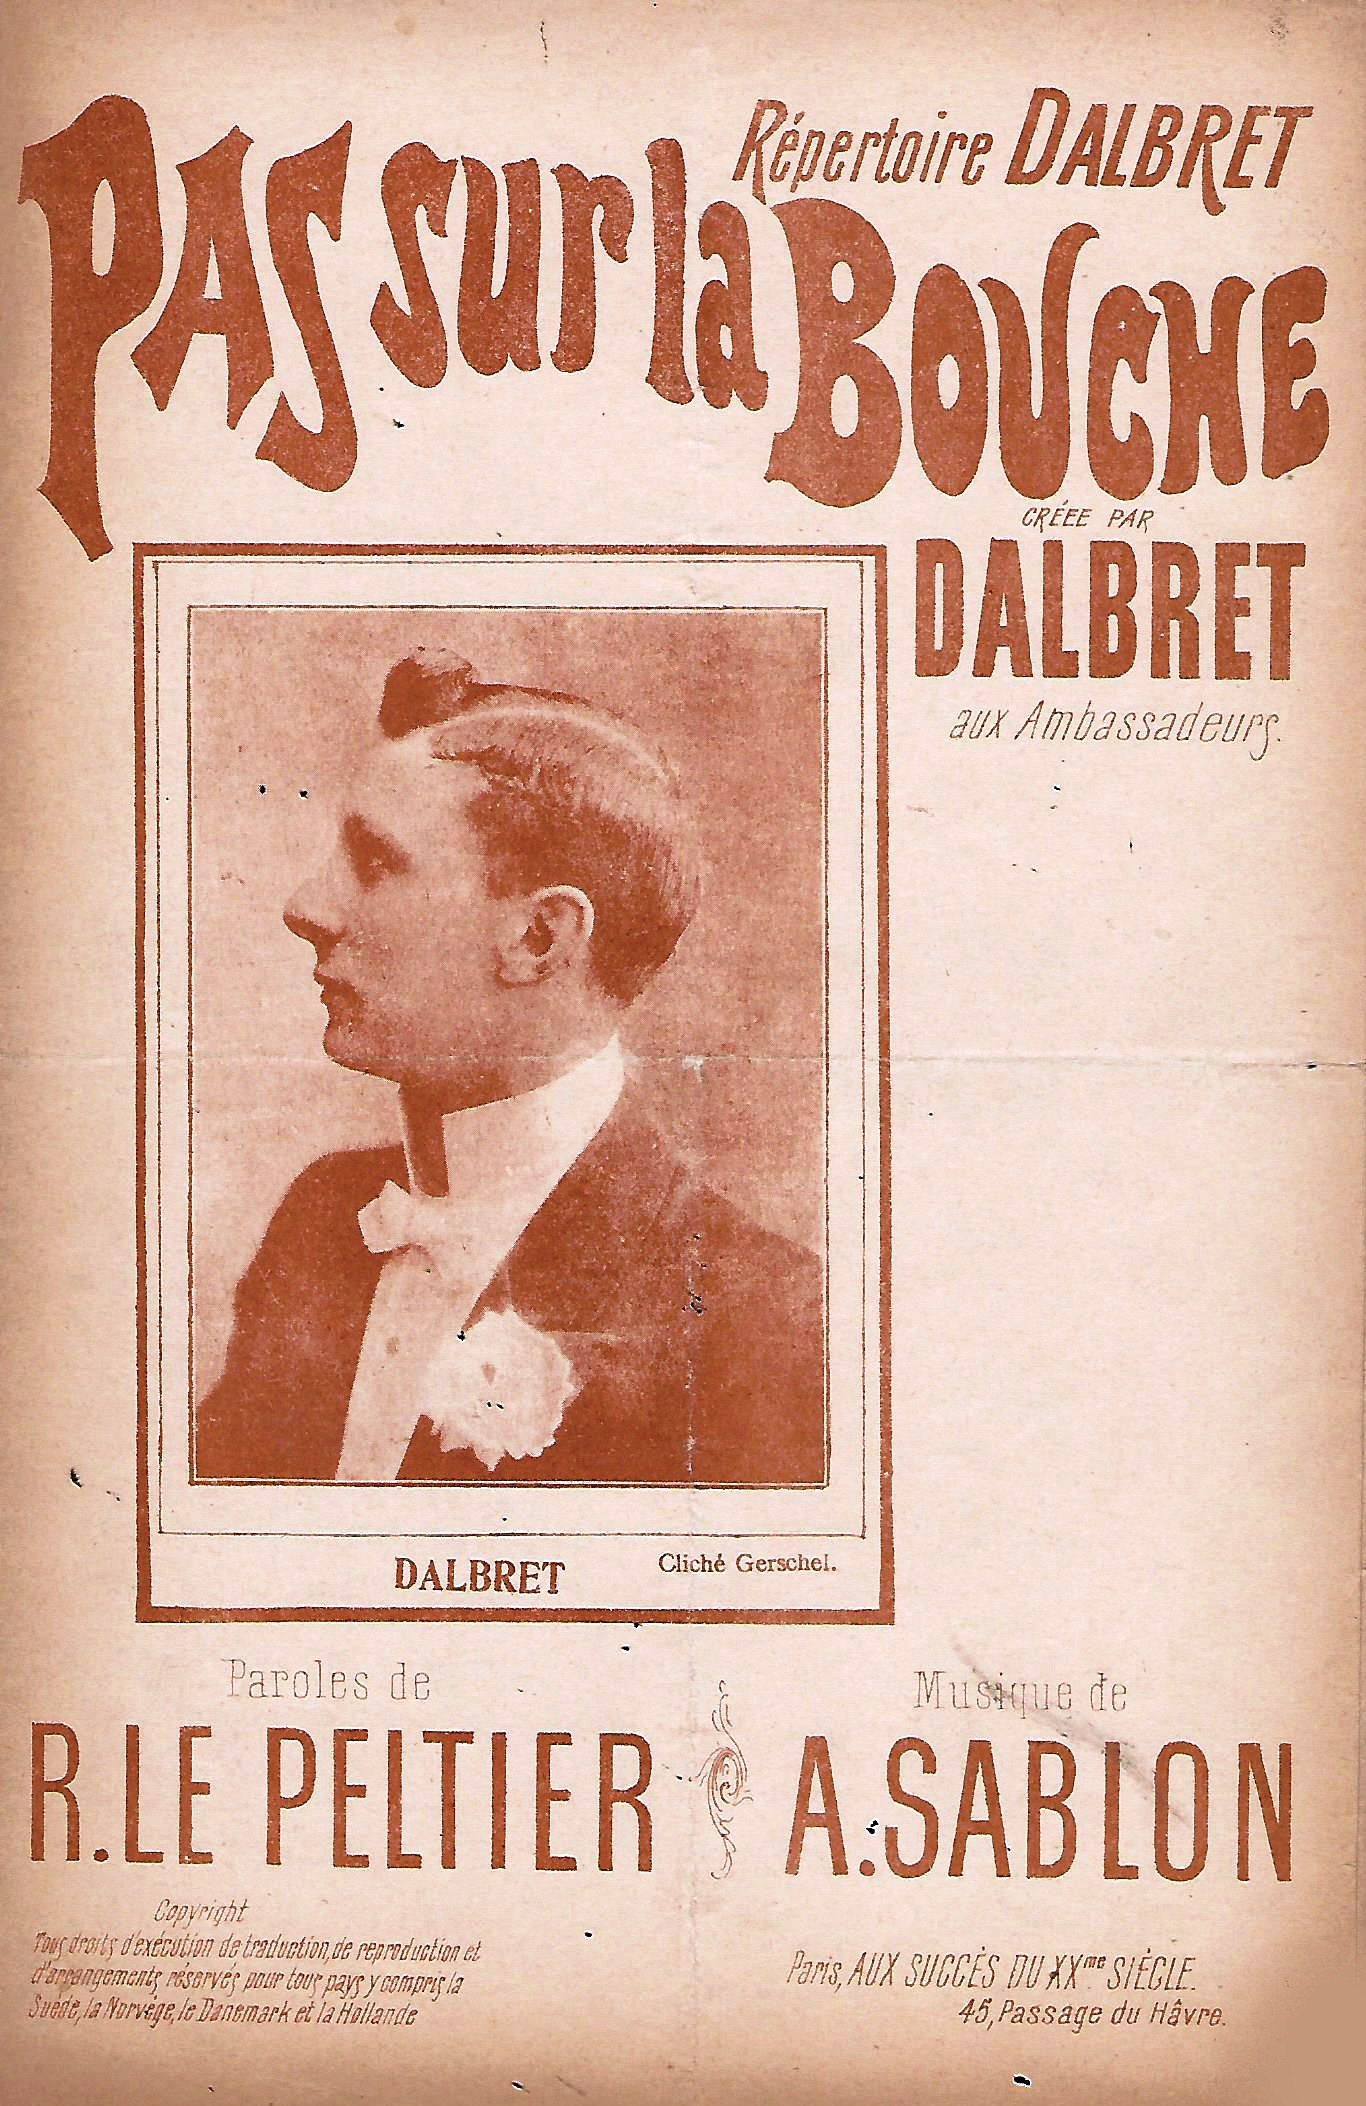 Répertoire DALBRET
PAS sur la BOUCHE
CRÉÉE PAR
DALBRET
aux Ambassadeurs.
DALBRET
Cliché Gerschel.
Paroles de
R. LE PELTIER
Musique de
A. SABLON
Copyright
Tous droits d'exécution de traduction, de reproduction et
d'arrangements réservés pour tous pays y compris la
Suède, la Norvège, le Danemark et la Hollande
Paris, AUX SUCCÈS DU XXme SIÈCLE.
45, Passage du Hâvre.